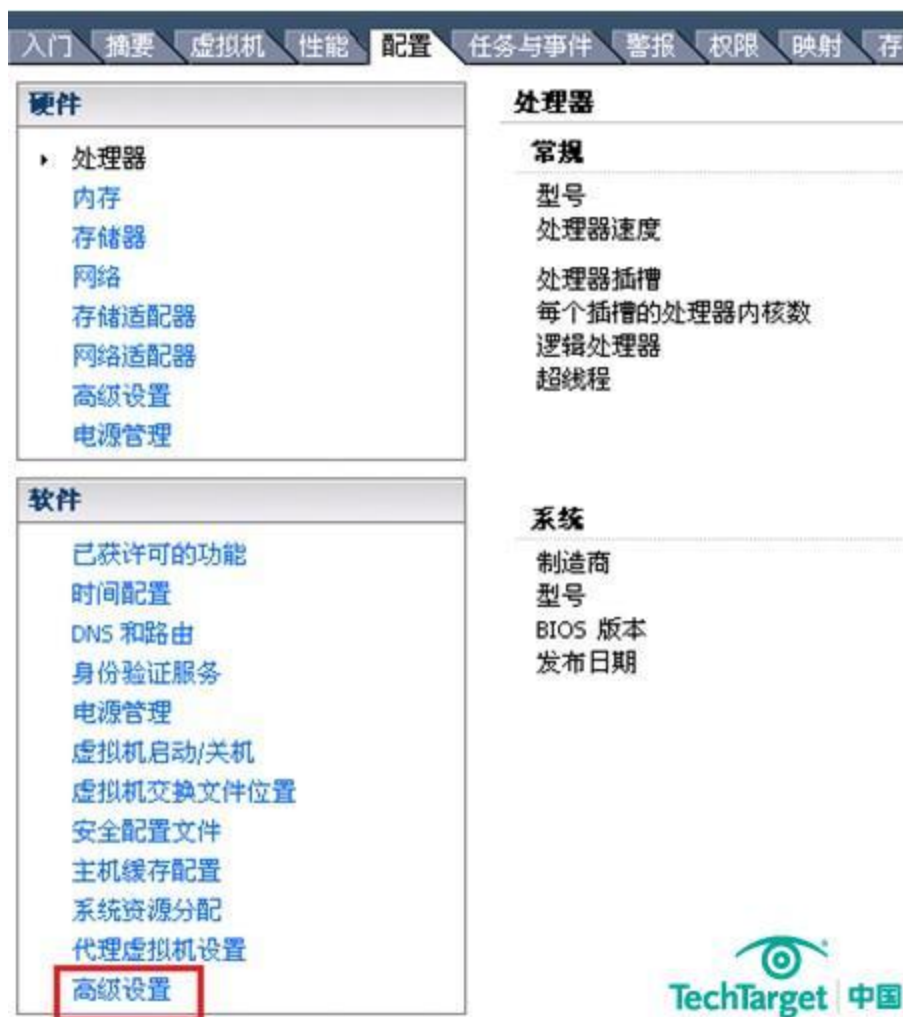 入门 摘要 虚拟机 性能 配置 任务与事件 警报 权限 映射 存
硬件
处理器
内存
存储器
网络
存储适配器
网络适配器
高级设置
电源管理
软件
已获许可的功能
时间配置
DNS 和路由
身份验证服务
电源管理
虚拟机启动/关机
虚拟机交换文件位置
安全配置文件
主机缓存配置
系统资源分配
代理虚拟机设置
高级设置
处理器
常规
型号
处理器速度
处理器插槽
每个插槽的处理器内核数
逻辑处理器
超线程
系统
制造商
型号
BIOS 版本
发布日期
TechTarget 中国